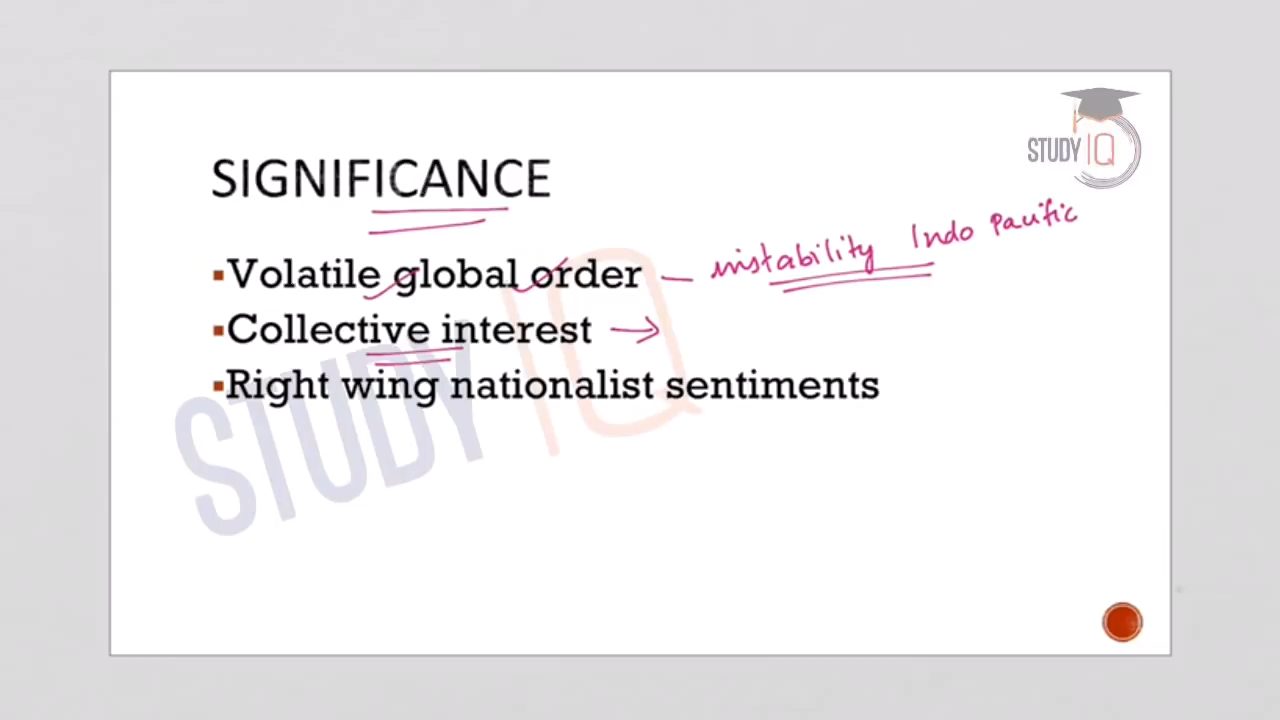 STUDY IQ
SIGNIFICANCE
▪Volatile global order — instability Indo Pacific
▪Collective interest →
▪Right wing nationalist sentiments
STUDY IQ